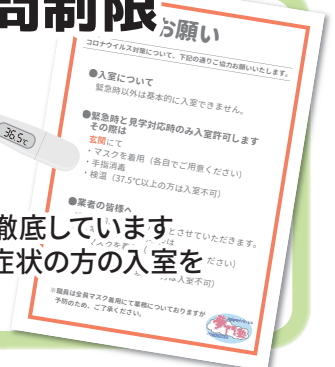 問制限
お願い
コロナウイルス対策について、下記の通りご協力お願いいたします。
●入室について
緊急時以外は基本的に入室できません。
●緊急時と見学対応時のみ入室許可します
その際は
玄関にて
・マスクを着用（各自でご用意ください）
・手指消毒
・検温（37.5℃以上の方は入室不可）
36.5℃
●業者の皆様へ
とさせていただきます。
徹底しています
マスクを
ださい）
症状の方の入室を
入室不可）
※職員は全員マスク着用にて業務についておりますが
予防のため、ご了承ください。